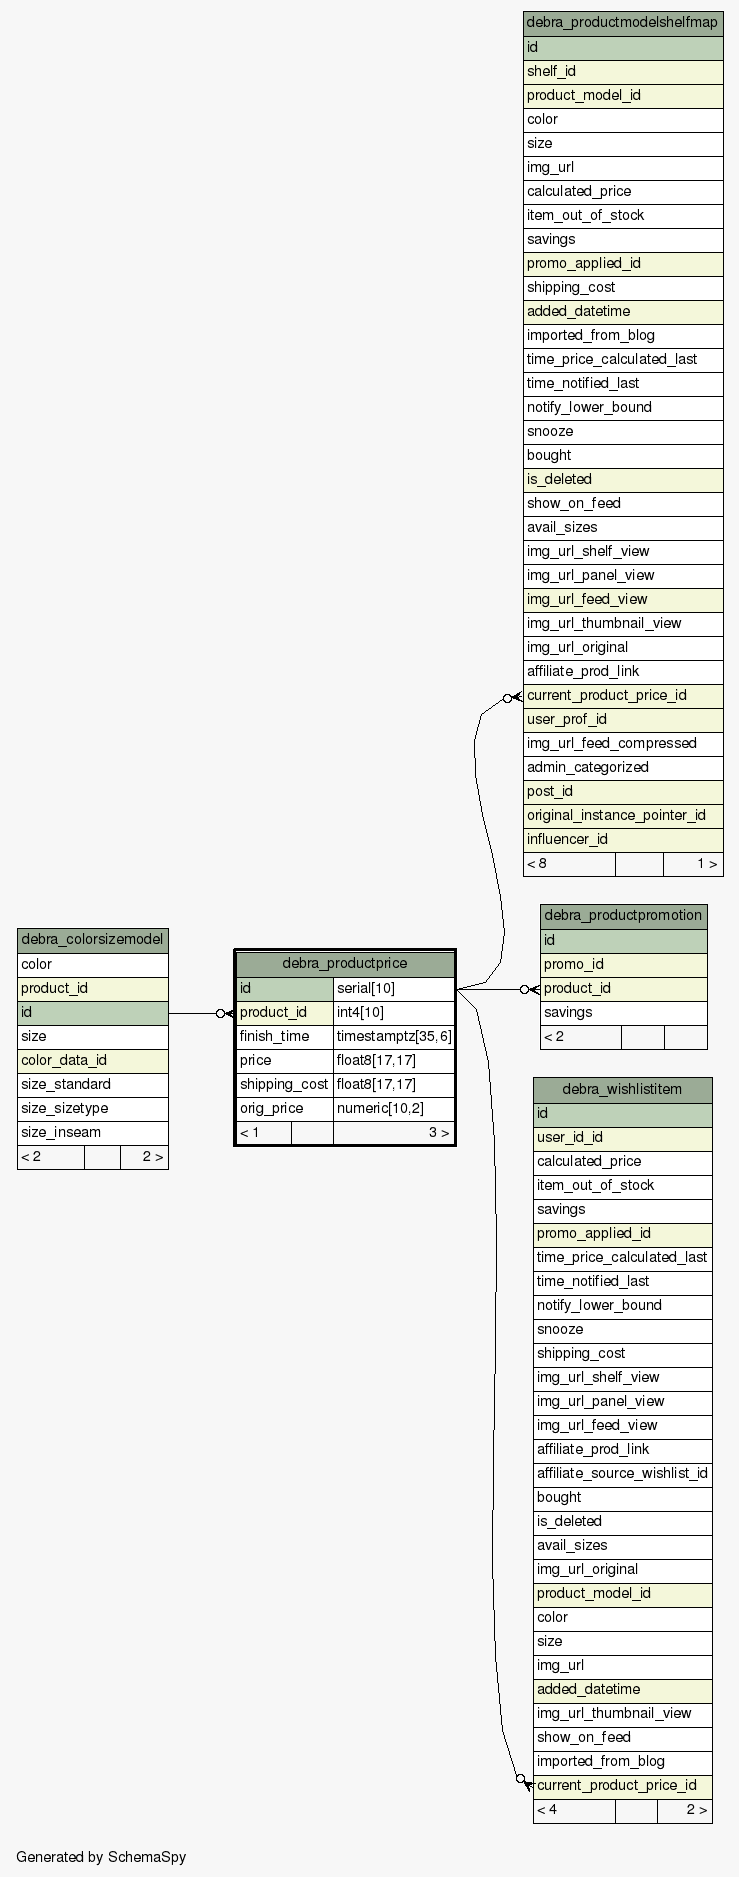 debra_productmodelshelfmap
id
shelf_id
product_model_id
color
size
img_url
calculated_price
item_out_of_stock
savings
promo_applied_id
shipping_cost
added_datetime
imported_from_blog
time_price_calculated_last
time_notified_last
notify_lower_bound
snooze
bought
is_deleted
show_on_feed
avail_sizes
img_url_shelf_view
img_url_panel_view
img_url_feed_view
img_url_thumbnail_view
img_url_original
affiliate_prod_link
current_product_price_id
user_prof_id
img_url_feed_compressed
admin_categorized
post_id
original_instance_pointer_id
influencer_id
< 8 1 >
debra_colorsizemodel
color
product_id
id
size
color_data_id
size_standard
size_sizetype
size_inseam
< 2 2 >
debra_productprice
id serial[10]
product_id int4[10]
finish_time timestamptz[35,6]
price float8[17,17]
shipping_cost float8[17,17]
orig_price numeric[10,2]
< 1 3 >
debra_productpromotion
id
promo_id
product_id
savings
< 2
debra_wishlistitem
id
user_id_id
calculated_price
item_out_of_stock
savings
promo_applied_id
time_price_calculated_last
time_notified_last
notify_lower_bound
snooze
shipping_cost
img_url_shelf_view
img_url_panel_view
img_url_feed_view
affiliate_prod_link
affiliate_source_wishlist_id
bought
is_deleted
avail_sizes
img_url_original
product_model_id
color
size
img_url
added_datetime
img_url_thumbnail_view
show_on_feed
imported_from_blog
current_product_price_id
< 4 2 >
Generated by SchemaSpy